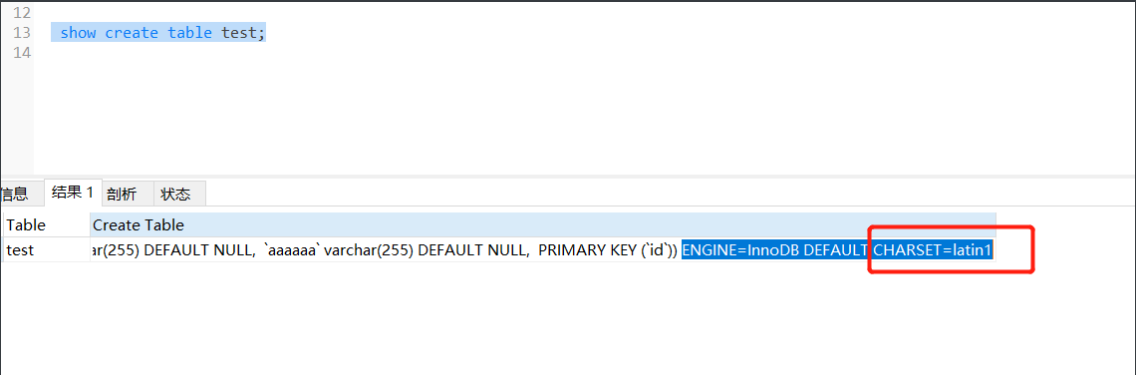 12
13 show create table test;
14
信息 结果 1 剖析 状态
Table Create Table
test ar(255) DEFAULT NULL, `aaaaaa` varchar(255) DEFAULT NULL, PRIMARY KEY (`id`)) ENGINE=InnoDB DEFAULT CHARSET=latin1